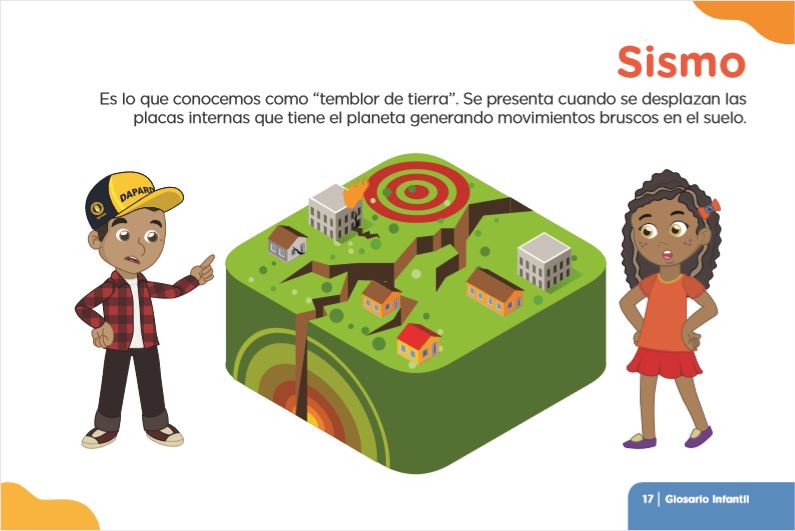 Sismo
Es lo que conocemos como “temblor de tierra”. Se presenta cuando se desplazan las
placas internas que tiene el planeta generando movimientos bruscos en el suelo.
DAPARD
17 | Glosario Infantil